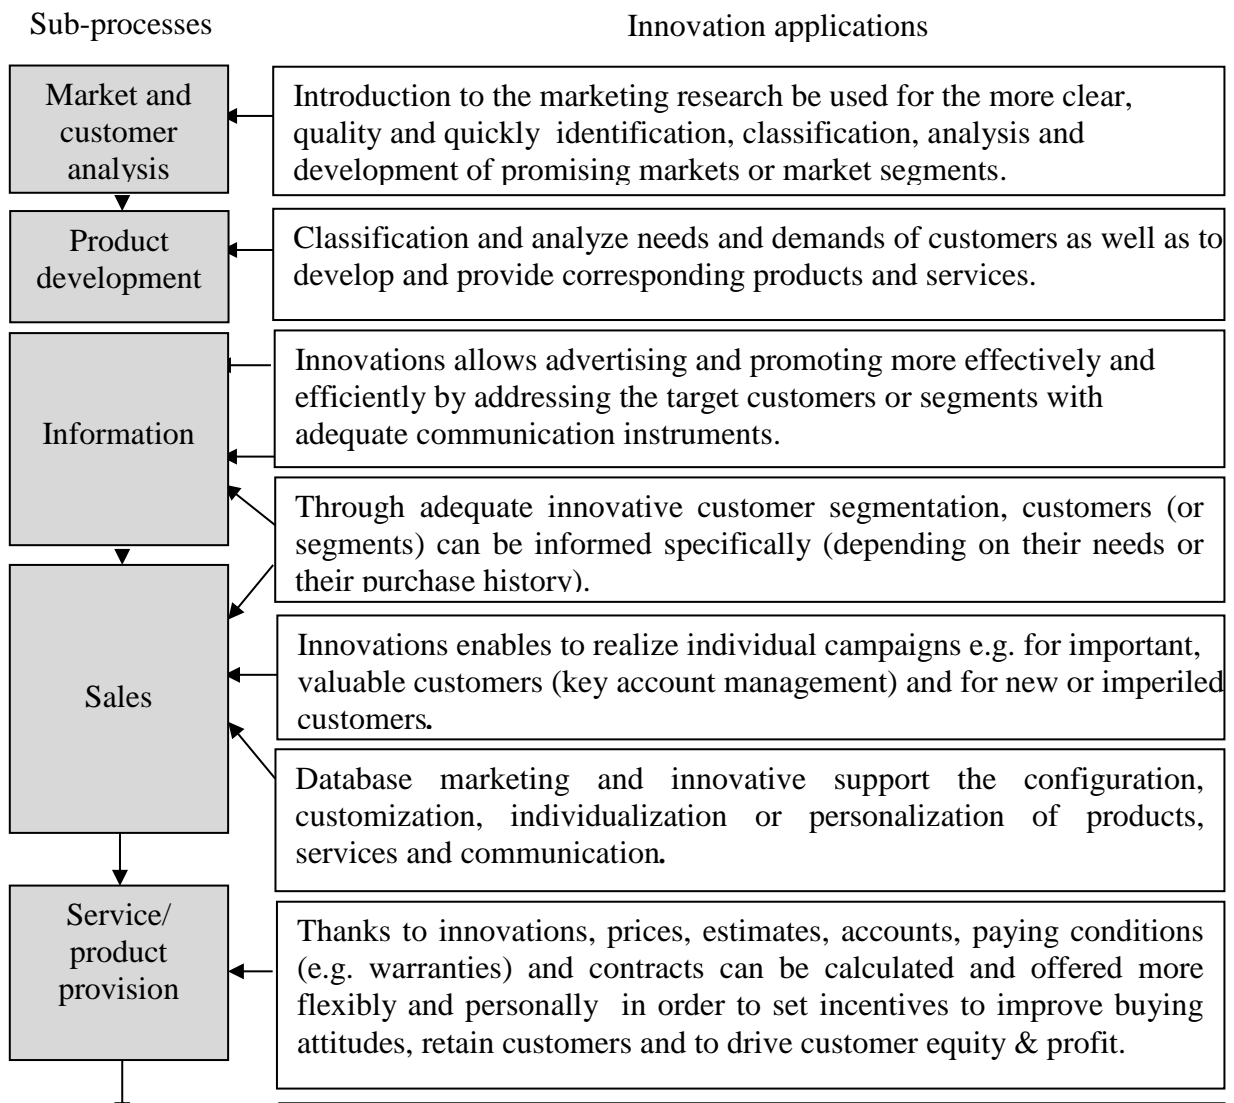 Sub-processes
Innovation applications
Market and
customer
analysis
Introduction to the marketing research be used for the more clear,
quality and quickly identification, classification, analysis and
development of promising markets or market segments.
Product
development
Classification and analyze needs and demands of customers as well as to
develop and provide corresponding products and services.
Information
Innovations allows advertising and promoting more effectively and
efficiently by addressing the target customers or segments with
adequate communication instruments.
Through adequate innovative customer segmentation, customers (or
segments) can be informed specifically (depending on their needs or
their purchase history).
Sales
Innovations enables to realize individual campaigns e.g. for important,
valuable customers (key account management) and for new or imperiled
customers.
Database marketing and innovative support the configuration,
customization, individualization or personalization of products,
services and communication.
Service/
product
provision
Thanks to innovations, prices, estimates, accounts, paying conditions
(e.g. warranties) and contracts can be calculated and offered more
flexibly and personally in order to set incentives to improve buying
attitudes, retain customers and to drive customer equity & profit.